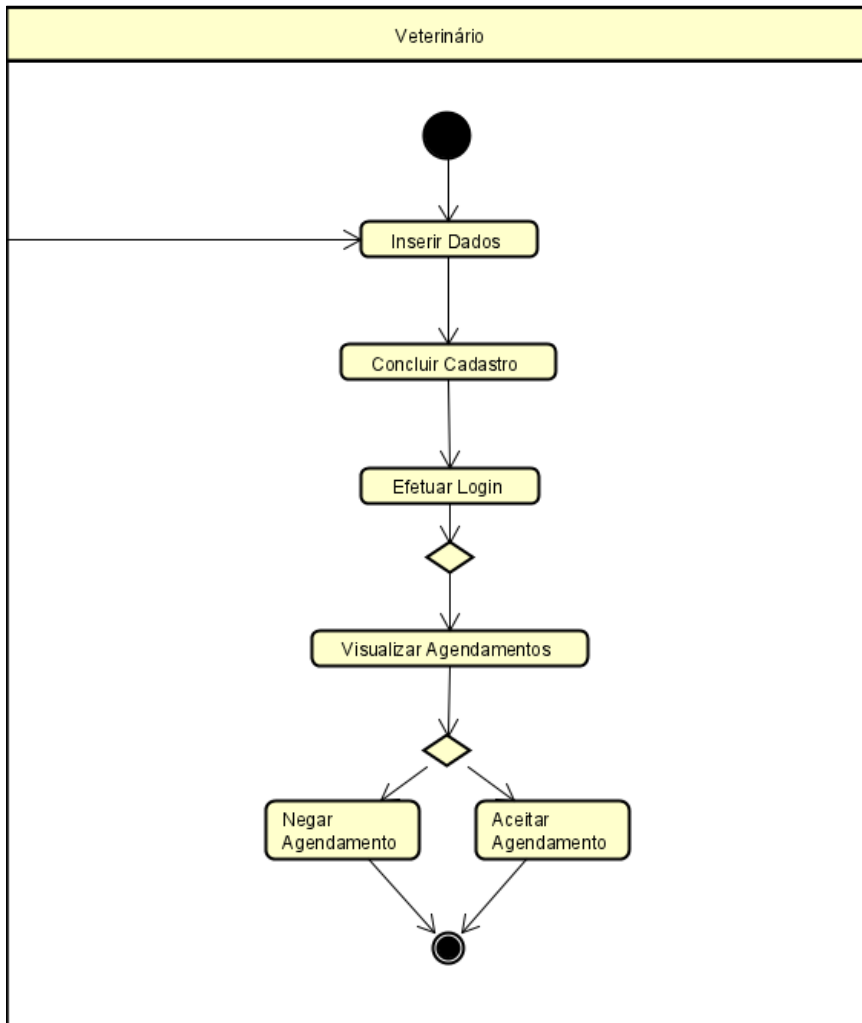 Veterinário
Inserir Dados
Concluir Cadastro
Efetuar Login
Visualizar Agendamentos
Negar
Agendamento
Aceitar
Agendamento